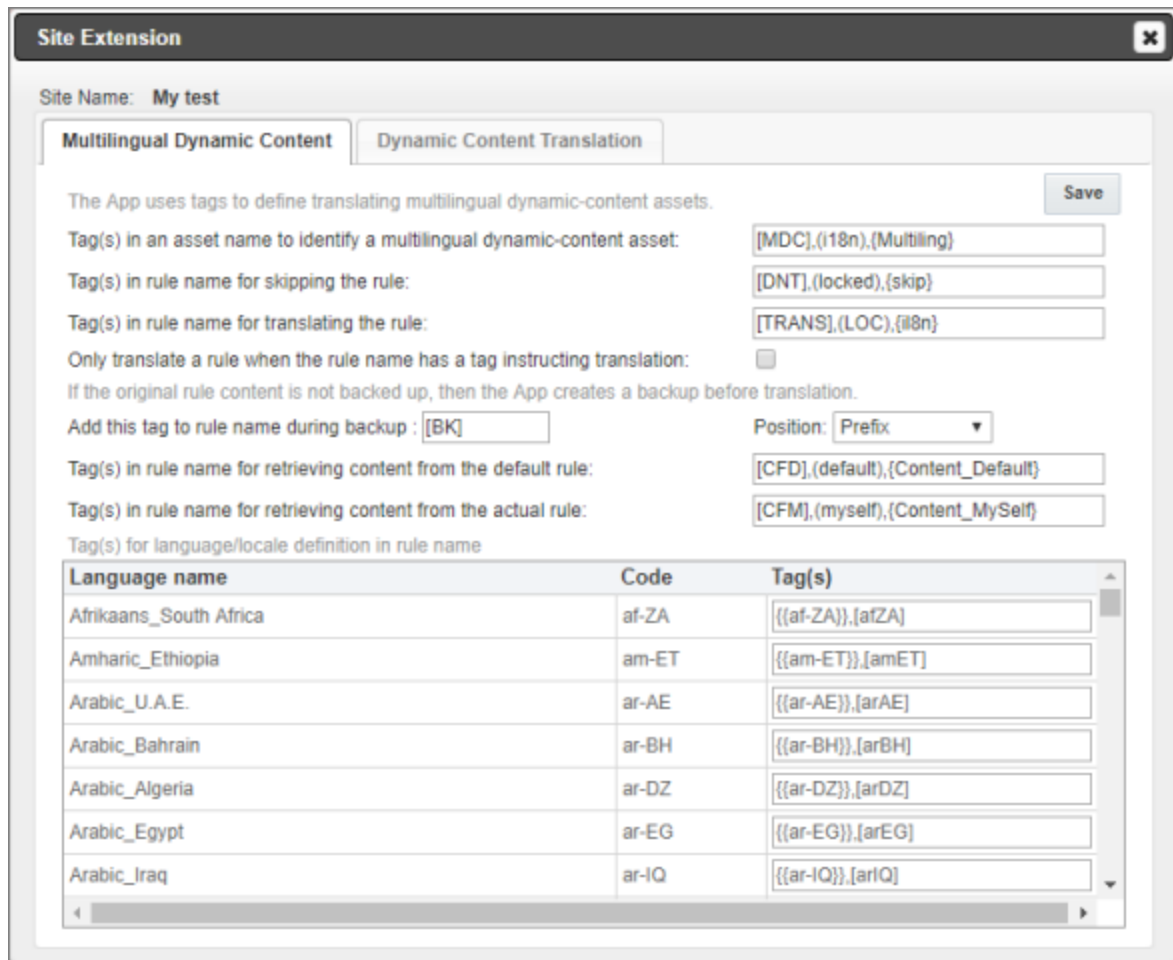 Site Extension
Site Name: My test
Multilingual Dynamic Content Dynamic Content Translation
The App uses tags to define translating multilingual dynamic-content assets. Save
Tag(s) in an asset name to identify a multilingual dynamic-content asset: [MDC],(i18n),{Multiling}
Tag(s) in rule name for skipping the rule: [DNT],(locked),{skip}
Tag(s) in rule name for translating the rule: [TRANS],(LOC),{il8n}
Only translate a rule when the rule name has a tag instructing translation:
If the original rule content is not backed up, then the App creates a backup before translation.
Add this tag to rule name during backup : [BK] Position: Prefix
Tag(s) in rule name for retrieving content from the default rule: [CFD],(default),{Content_Default}
Tag(s) in rule name for retrieving content from the actual rule: [CFM],(myself),{Content_MySelf}
Tag(s) for language/locale definition in rule name
Language name Code Tag(s)
Afrikaans_South Africa af-ZA {{af-ZA}},[afZA]
Amharic_Ethiopia am-ET {{am-ET}},[amET]
Arabic_U.A.E. ar-AE {{ar-AE}},[arAE]
Arabic_Bahrain ar-BH {{ar-BH}},[arBH]
Arabic_Algeria ar-DZ {{ar-DZ}},[arDZ]
Arabic_Egypt ar-EG {{ar-EG}},[arEG]
Arabic_Iraq ar-IQ {{ar-IQ}},[arIQ]